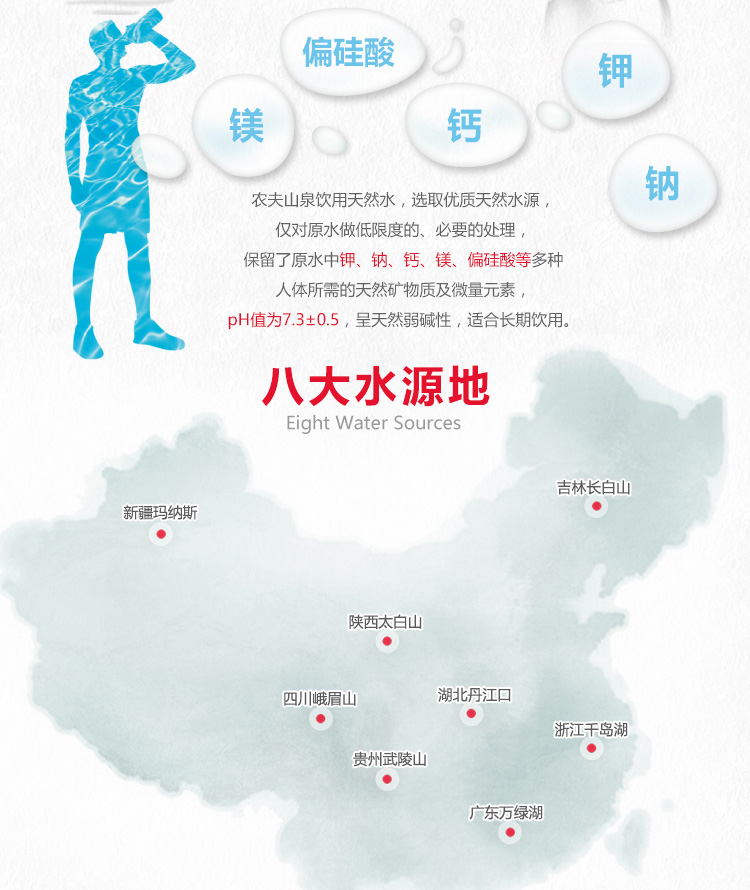 偏硅酸
钾
镁
钙
钠
农夫山泉饮用天然水，选取优质天然水源，
仅对原水做低限度的、必要的处理，
保留了原水中钾、钠、钙、镁、偏硅酸等多种
人体所需的天然矿物质及微量元素，
pH值为7.3±0.5，呈天然弱碱性，适合长期饮用。
八大水源地
Eight Water Sources
吉林长白山
新疆玛纳斯
陕西太白山
四川峨眉山
湖北丹江口
浙江千岛湖
贵州武陵山
广东万绿湖